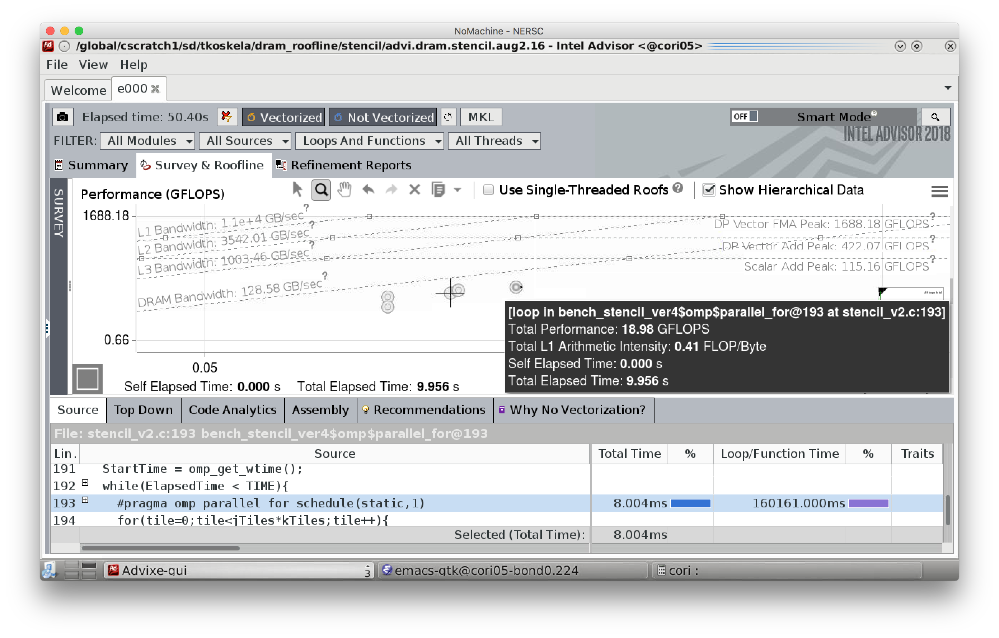 NoMachine - NERSC
/global/cscratch1/sd/tkoskela/dram_roofline/stencil/advi.dram.stencil.aug2.16 - Intel Advisor <@cori05>
File View Help
Welcome e000
Elapsed time: 50.40s Vectorized Not Vectorized MKL OFF Smart Mode
INTEL ADVISOR 2018
FILTER: All Modules All Sources Loops And Functions All Threads
Summary Survey & Roofline Refinement Reports
SURVEY
Performance (GFLOPS) Use Single-Threaded Roofs ? Show Hierarchical Data
1688.18
L1 Bandwidth: 1.1e+4 GB/sec ?
DP Vector FMA Peak: 1688.18 GFLOPS ?
L2 Bandwidth: 3542.01 GB/sec ?
DP Vector Add Peak: 422.07 GFLOPS ?
L3 Bandwidth: 1003.46 GB/sec ?
Scalar Add Peak: 115.16 GFLOPS ?
DRAM Bandwidth: 128.58 GB/sec ?
[loop in bench_stencil_ver4$omp$parallel_for@193 at stencil_v2.c:193]
Total Performance: 18.98 GFLOPS
Total L1 Arithmetic Intensity: 0.41 FLOP/Byte
Self Elapsed Time: 0.000 s
Total Elapsed Time: 9.956 s
0.66
0.05
Self Elapsed Time: 0.000 s Total Elapsed Time: 9.956 s
Source Top Down Code Analytics Assembly Recommendations Why No Vectorization?
File: stencil_v2.c:193 bench_stencil_ver4$omp$parallel_for@193
Lin. Source Total Time % Loop/Function Time % Traits
191 StartTime = omp_get_wtime();
192 while(ElapsedTime < TIME){
193 #pragma omp parallel for schedule(static,1) 8.004ms 160161.000ms
194 for(tile=0;tile<jTiles*kTiles;tile++){
Selected (Total Time): 8.004ms
Advixe-gui 3 emacs-gtk@cori05-bond0.224 cori :